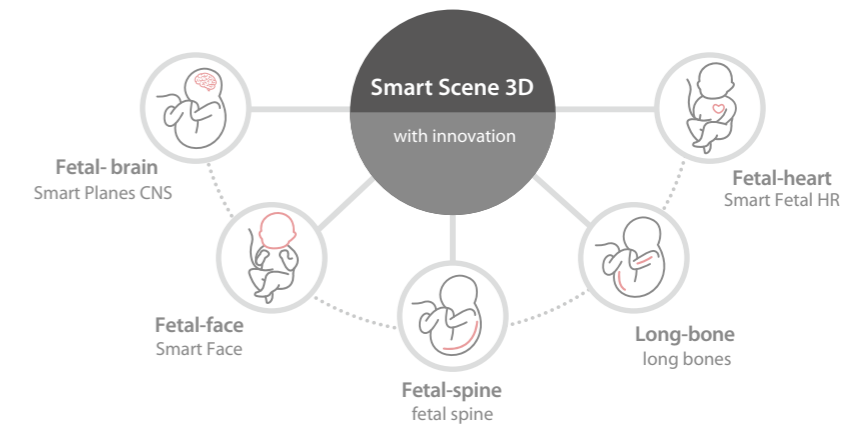 Smart Scene 3D
with innovation
Fetal- brain
Smart Planes CNS
Fetal-heart
Smart Fetal HR
Fetal-face
Smart Face
Long-bone
long bones
Fetal-spine
fetal spine